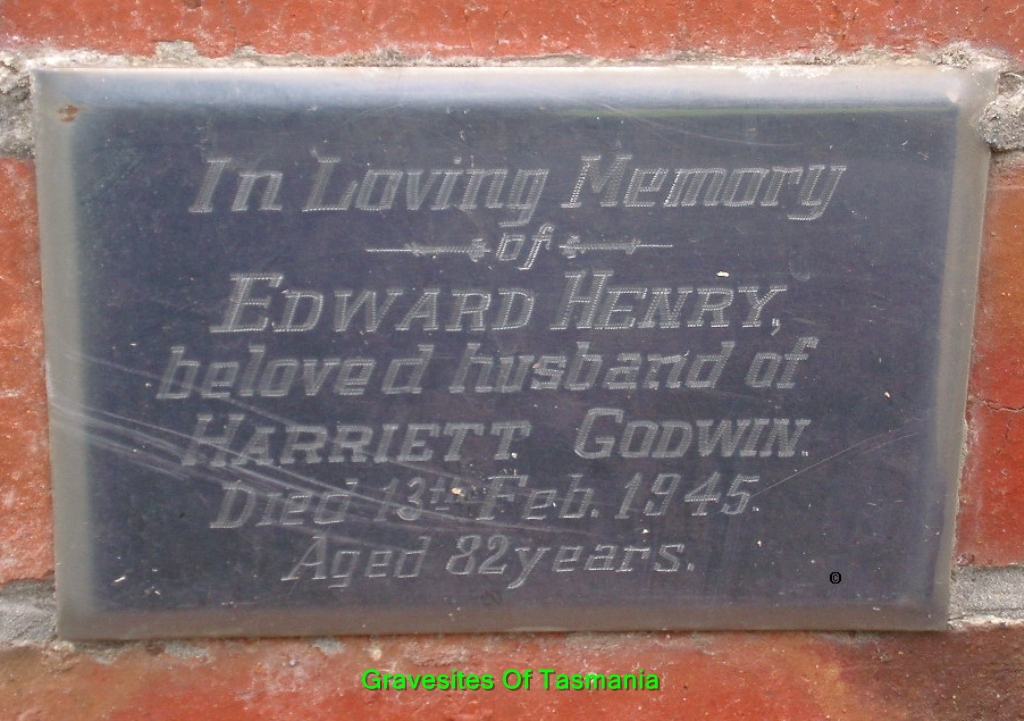 In Loving Memory
of
EDWARD HENRY,
beloved husband of
HARRIETT GODWIN.
Died 13th Feb. 1945.
Aged 82 years.
©
Gravesites Of Tasmania